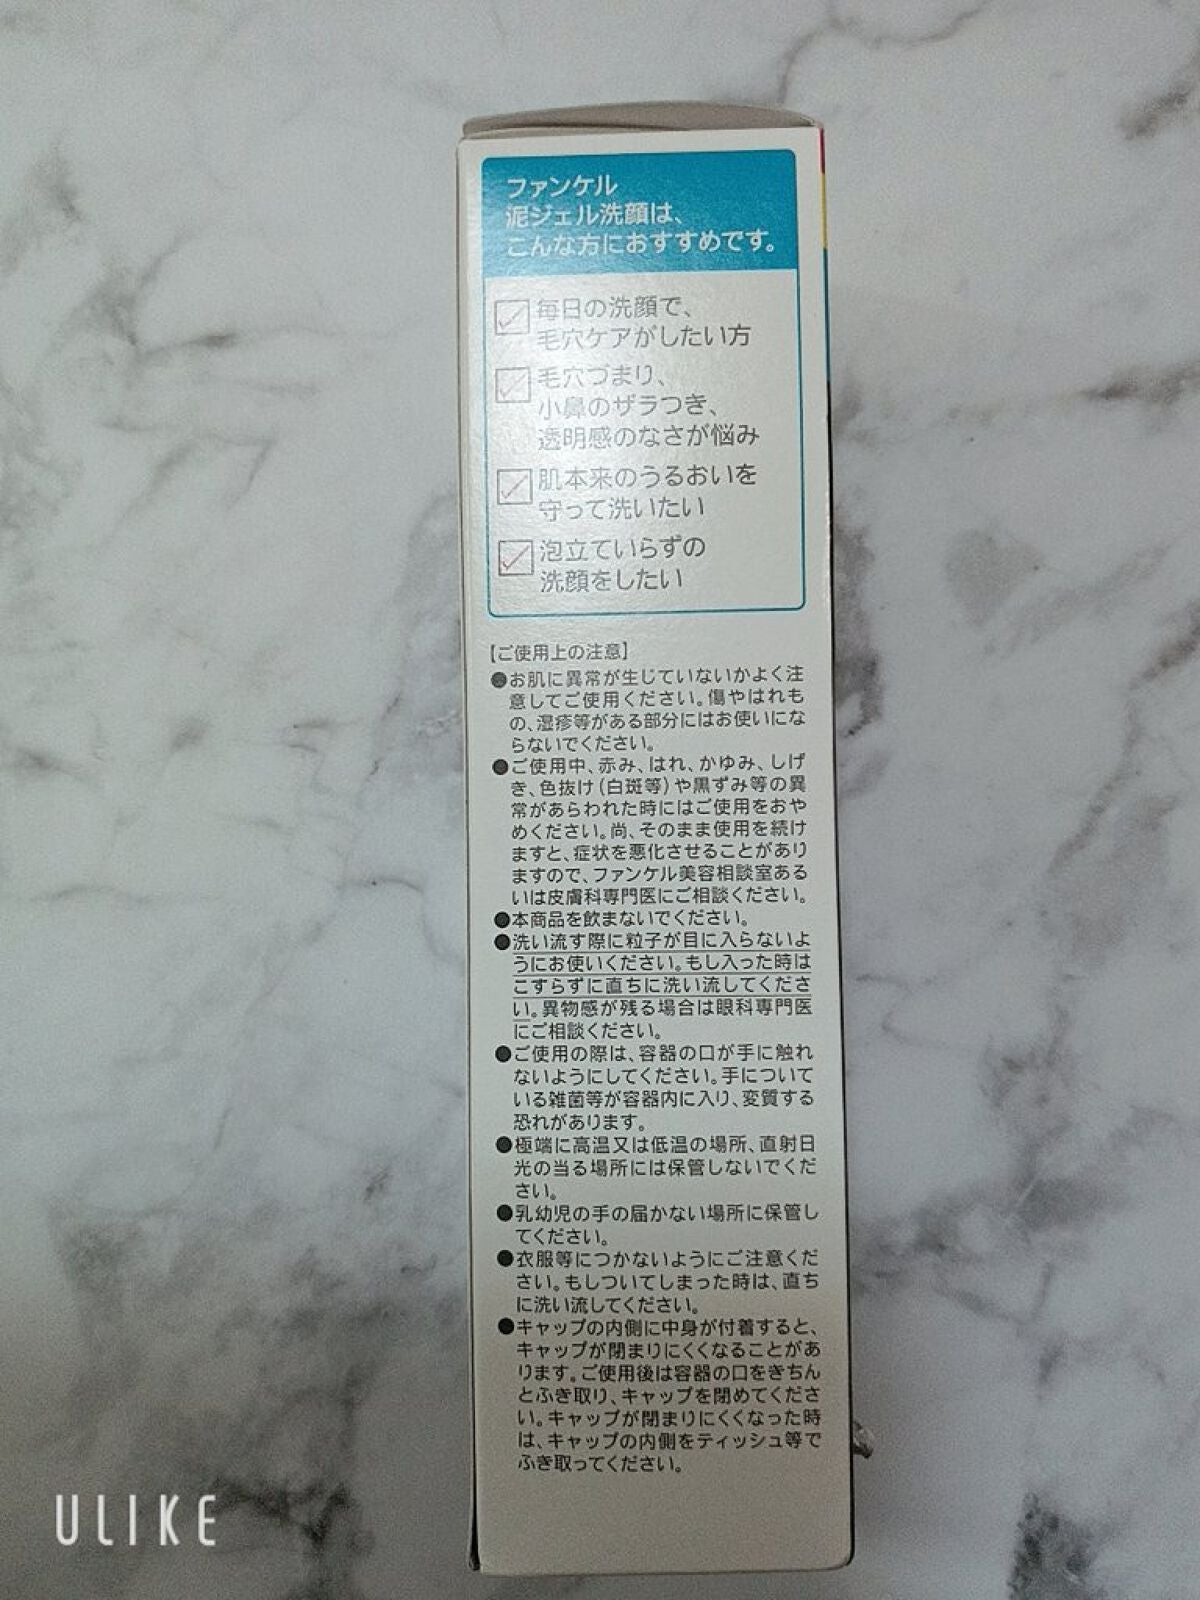 ファンケル
泥ジェル洗顔は、
こんな方におすすめです。
毎日の洗顔で、
毛穴ケアがしたい方
毛穴づまり、
小鼻のザラつき、
透明感のなさが悩み
肌本来のうるおいを
守って洗いたい
泡立ていらずの
洗顔をしたい
【ご使用上の注意】
●お肌に異常が生じていないかよく注
意してご使用ください。傷やはれも
の、湿疹等がある部分にはお使いにな
らないでください。
●ご使用中、赤み、はれ、かゆみ、しげ
き、色抜け(白斑等)や黒ずみ等の異
常があらわれた時にはご使用をおや
めください。尚、そのまま使用を続け
ますと、症状を悪化させることがあり
ますので、ファンケル美容相談室ある
いは皮膚科専門医にご相談ください。
●本商品を飲まないでください。
●洗い流す際に粒子が目に入らないよ
うにお使いください。もし入った時は
こすらずに直ちに洗い流してくださ
い。異物感が残る場合は眼科専門医
にご相談ください。
●ご使用の際は、容器の口が手に触れ
ないようにしてください。手について
いる雑菌等が容器内に入り、変質する
恐れがあります。
●極端に高温又は低温の場所、直射日
光の当る場所には保管しないでくだ
さい。
●乳幼児の手の届かない場所に保管し
てください。
●衣服等につかないようにご注意くだ
さい。もしついてしまった時は、直ち
に洗い流してください。
●キャップの内側に中身が付着すると、
キャップが閉まりにくくなることがあ
ります。ご使用後は容器の口をきちん
とふき取り、キャップを閉めてくださ
い。キャップが閉まりにくくなった時
は、キャップの内側をティッシュ等で
ふき取ってください。
ULIKE